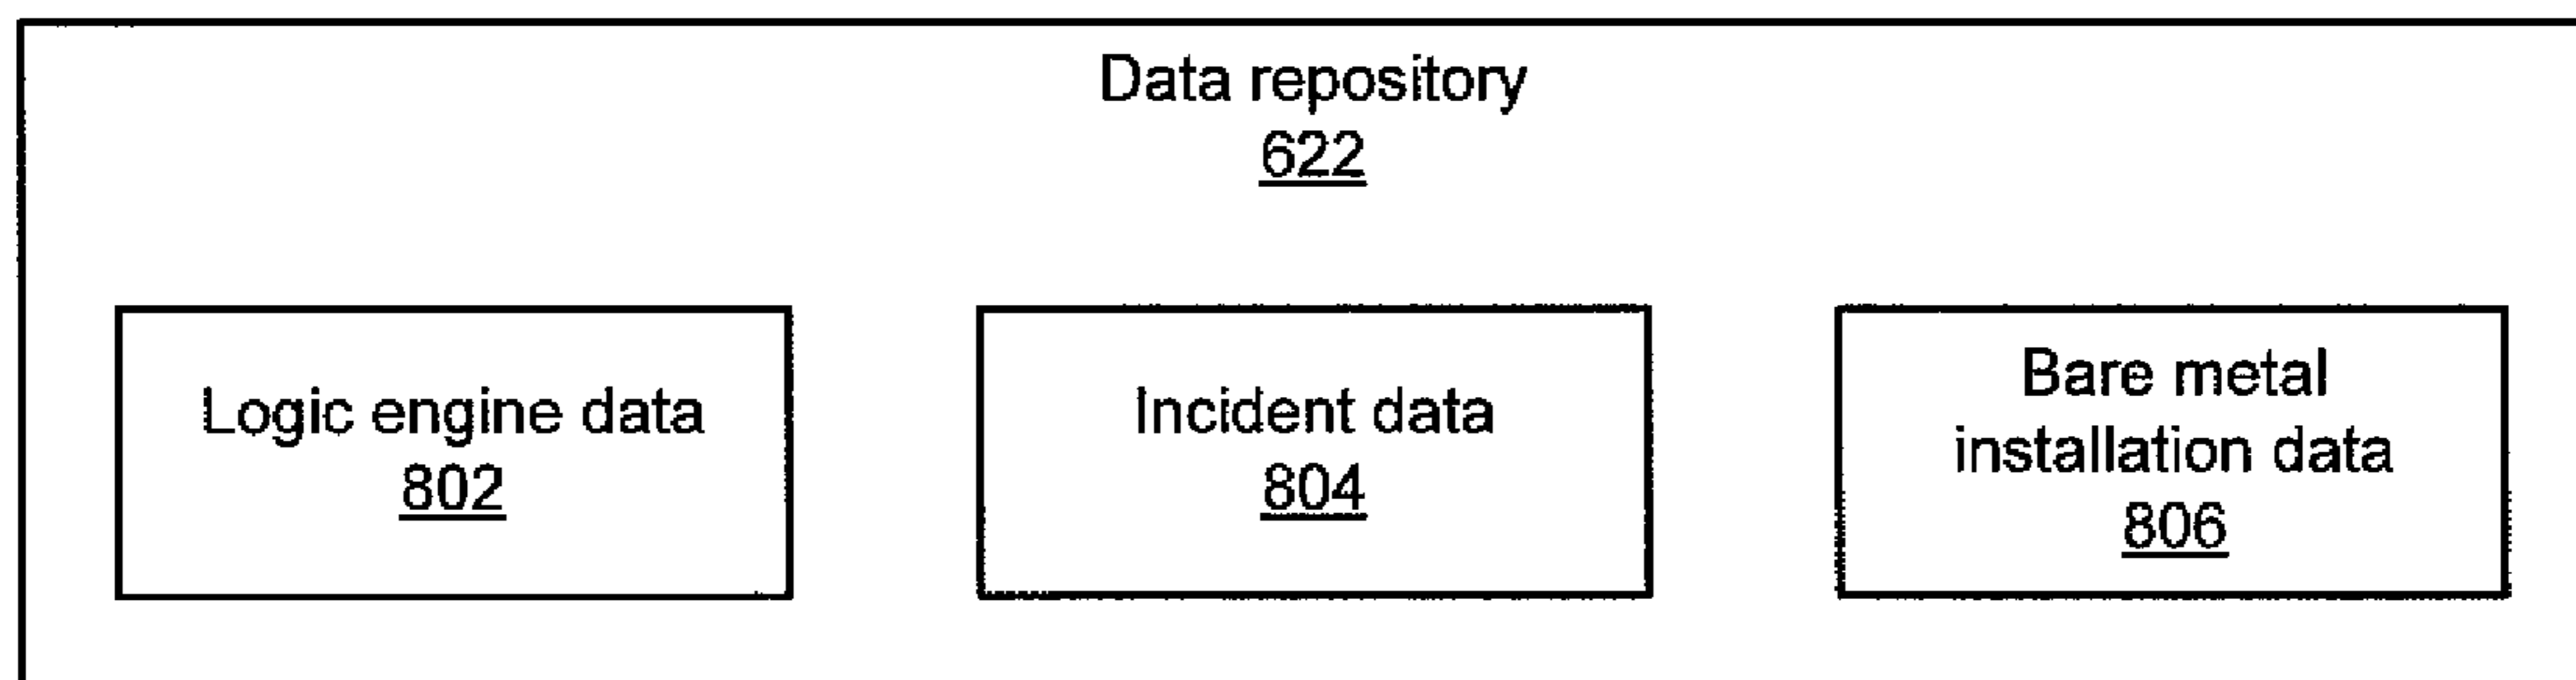 Data repository
622
Logic engine data
802
Incident data
804
Bare metal
installation data
806